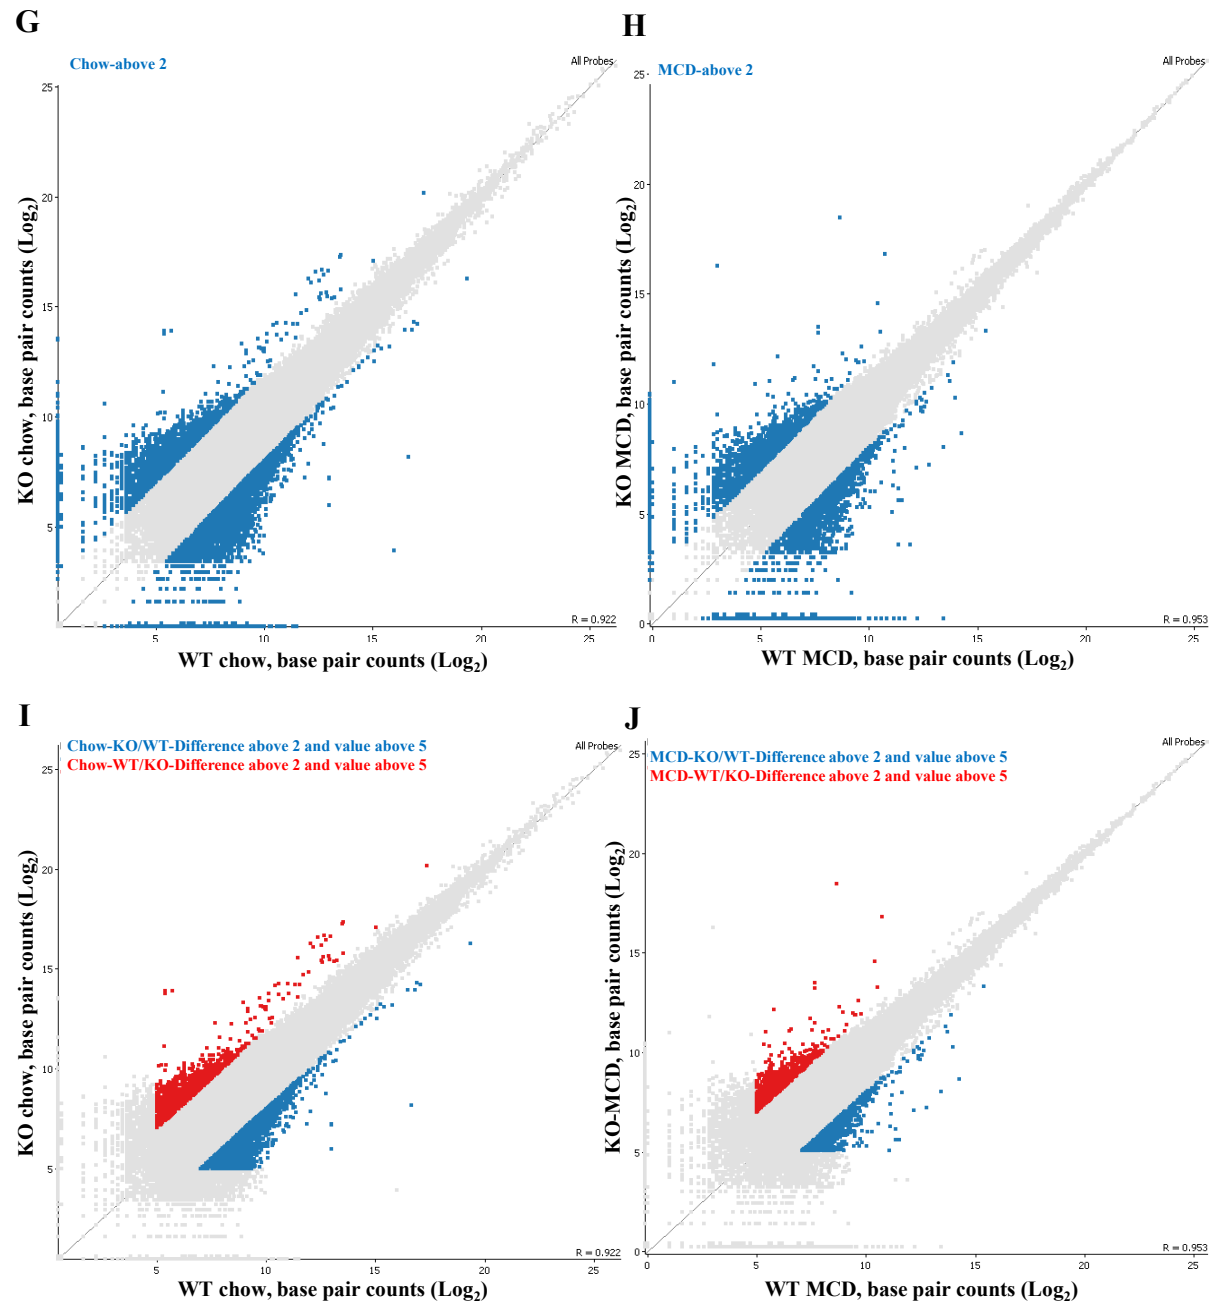 G
Chow-above 2
All Probes
25
20
15
10
5
KO chow, base pair counts (Log2)
5 10 15 20 25
R = 0.922
WT chow, base pair counts (Log2)
H
MCD-above 2
All Probes
25
20
15
10
5
0
KO MCD, base pair counts (Log2)
0 5 10 15 20 25
R = 0.953
WT MCD, base pair counts (Log2)
I
Chow-KO/WT-Difference above 2 and value above 5
Chow-WT/KO-Difference above 2 and value above 5
All Probes
25
20
15
10
5
KO chow, base pair counts (Log2)
5 10 15 20 25
R = 0.922
WT chow, base pair counts (Log2)
J
MCD-KO/WT-Difference above 2 and value above 5
MCD-WT/KO-Difference above 2 and value above 5
All Probes
25
20
15
10
5
0
KO-MCD, base pair counts (Log2)
0 5 10 15 20 25
R = 0.953
WT MCD, base pair counts (Log2)